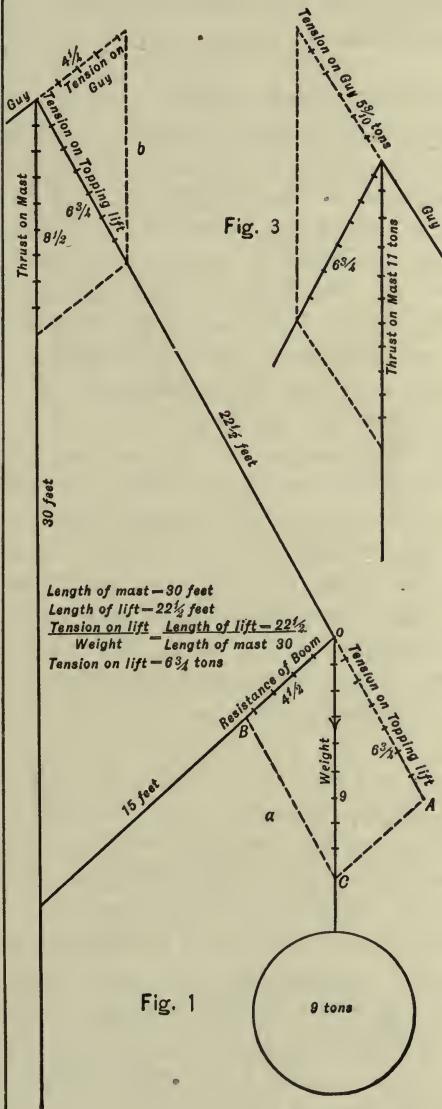 4¼
Tension on
Guy
Guy
Tension on Topping lift
6¾
Thrust on Mast
8½
b
Tension on Guy 5 8/10 tons
Fig. 3
Guy
6¾
Thrust on Mast 11 tons
22½ feet
30 feet
Length of mast=30 feet
Length of lift=22½ feet
Tension on lift Length of lift=22½
Weight = Length of mast 30
Tension on lift=6¾ tons
O
Resistance of Boom
4½
B
Tension on Topping lift
6¾
A
Weight
9
15 feet
a
C
Fig. 1
9 tons